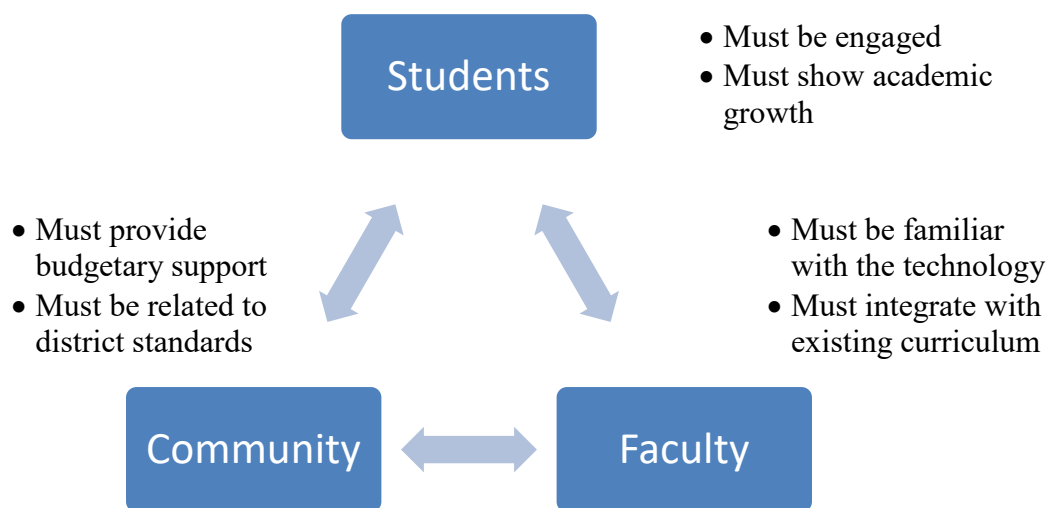 Students
• Must be engaged
• Must show academic
growth
• Must provide
budgetary support
• Must be related to
district standards
• Must be familiar
with the technology
• Must integrate with
existing curriculum
Community
Faculty